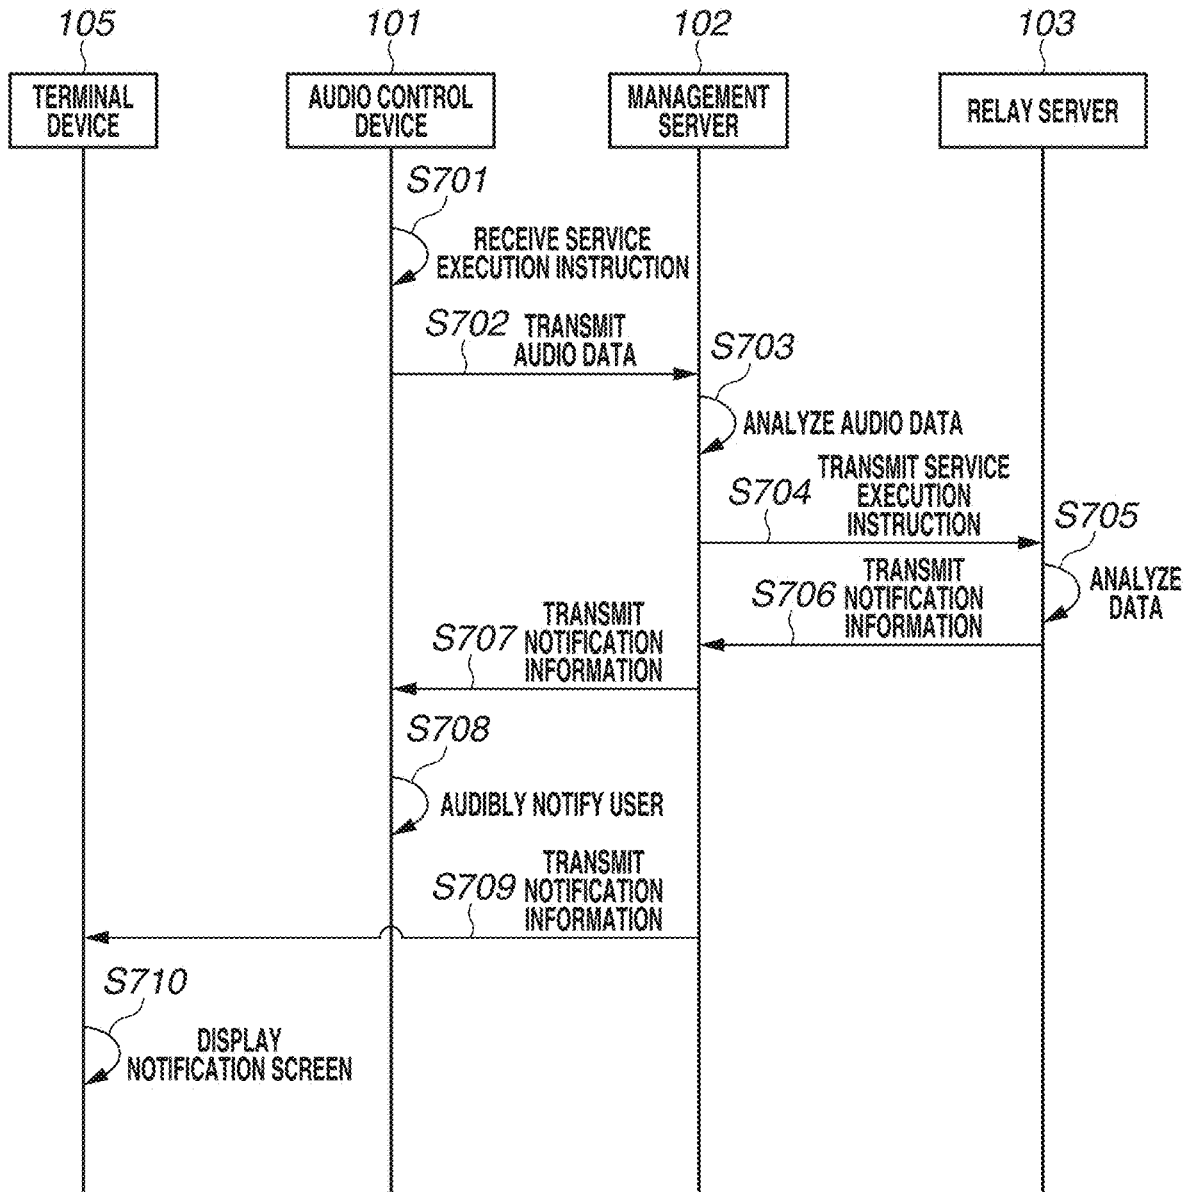 105
101
102
103
TERMINAL
DEVICE
AUDIO CONTROL
DEVICE
MANAGEMENT
SERVER
RELAY SERVER
S701
RECEIVE SERVICE
EXECUTION INSTRUCTION
S702
TRANSMIT
AUDIO DATA
S703
ANALYZE AUDIO DATA
S704
TRANSMIT SERVICE
EXECUTION
INSTRUCTION
S705
ANALYZE
DATA
S706
TRANSMIT
NOTIFICATION
INFORMATION
S707
TRANSMIT
NOTIFICATION
INFORMATION
S708
AUDIBLY NOTIFY USER
S709
TRANSMIT
NOTIFICATION
INFORMATION
S710
DISPLAY
NOTIFICATION SCREEN